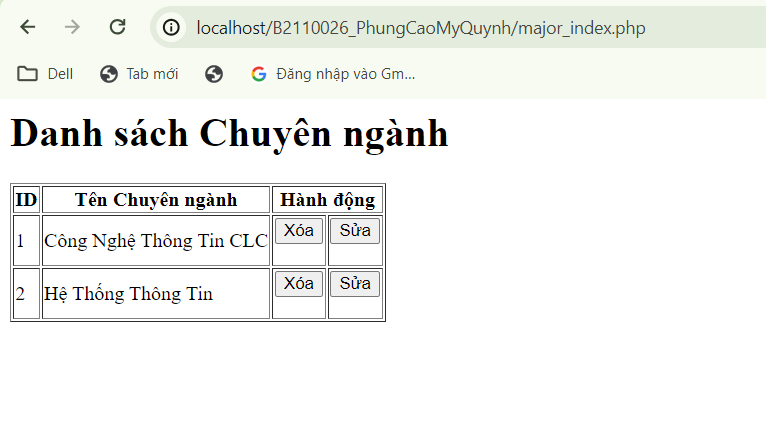 localhost/B2110026_PhungCaoMyQuynh/major_index.php
Dell Tab mới Đăng nhập vào Gm...
Danh sách Chuyên ngành
ID Tên Chuyên ngành Hành động
1 Công Nghệ Thông Tin CLC Xóa Sửa
2 Hệ Thống Thông Tin Xóa Sửa